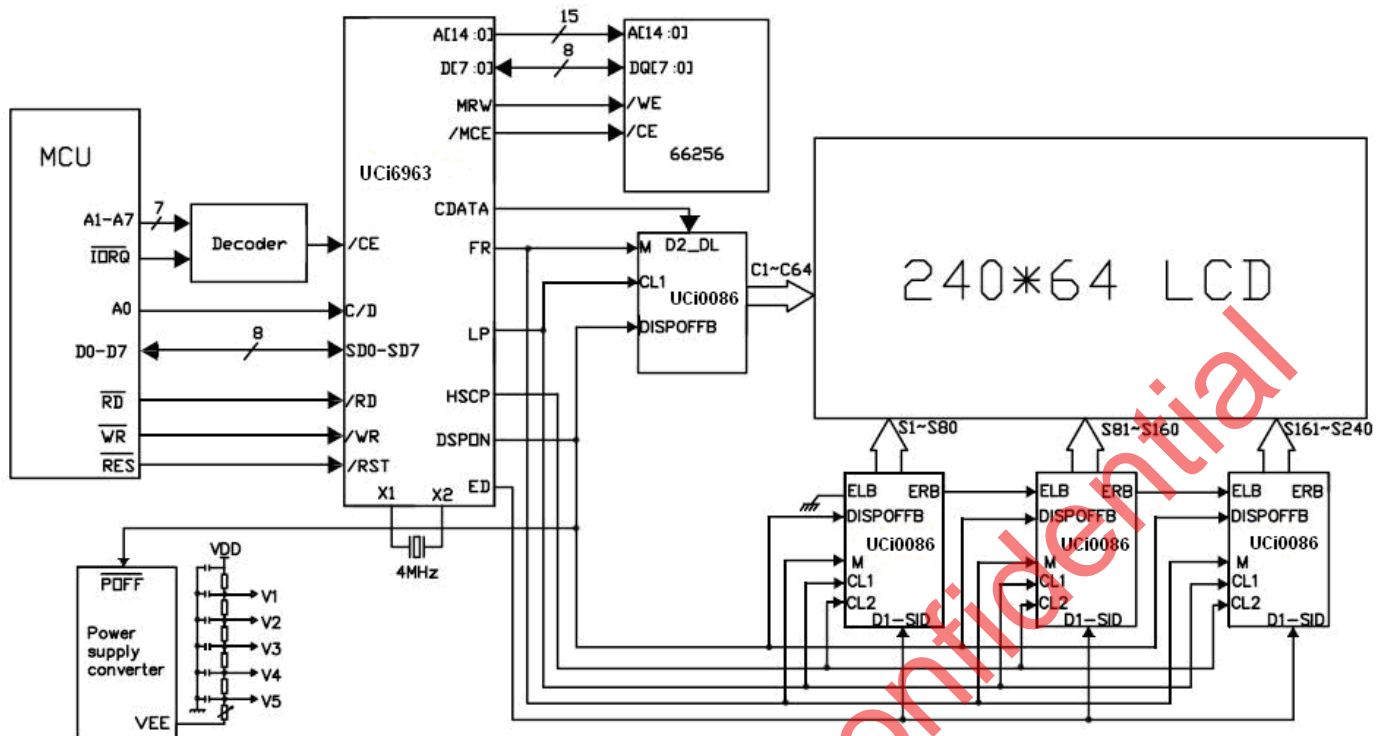 MCU
A1-A7
7
IORQ
A0
D0-D7
8
RD
WR
RES
Decoder
UCi6963
/CE
C/D
SD0-SD7
/RD
/WR
/RST
X1
X2
4MHz
A[14:0]
D[7:0]
MRW
/MCE
CDATA
FR
LP
HSCP
DSPON
ED
15
8
A[14:0]
DQ[7:0]
/WE
/CE
66256
D2_DL
M
CL1
UCi0086
DISPOFFB
C1~C64
240*64 LCD
S1~S80
S81~S160
S161~S240
ELB
ERB
DISPOFFB
UCi0086
M
CL1
CL2
D1-SID
ELB
ERB
DISPOFFB
UCi0086
M
CL1
CL2
D1-SID
ELB
ERB
DISPOFFB
UCi0086
M
CL1
CL2
D1-SID
POFF
Power
supply
converter
VEE
VDD
V1
V2
V3
V4
V5
onfidential